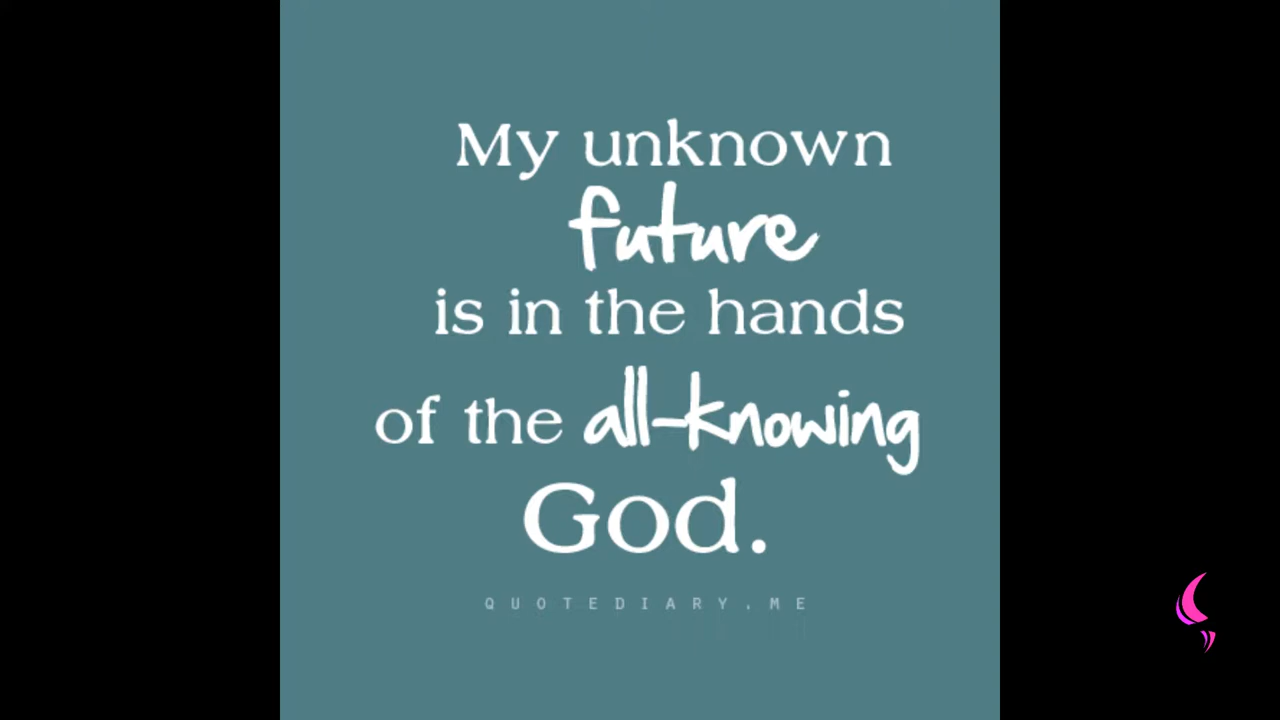 My unknown
future
is in the hands
of the all-knowing
God.
QUOTEDIARY.ME